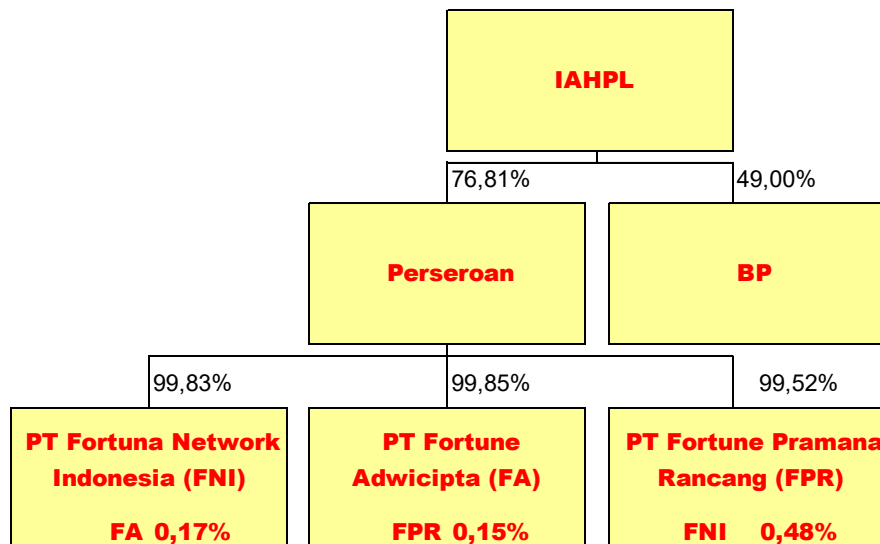 IAHPL
76,81%
49,00%
Perseroan
BP
99,83%
99,85%
99,52%
PT Fortuna Network
Indonesia (FNI)
FA 0,17%
PT Fortune
Adwicipta (FA)
FPR 0,15%
PT Fortune Pramana
Rancang (FPR)
FNI 0,48%